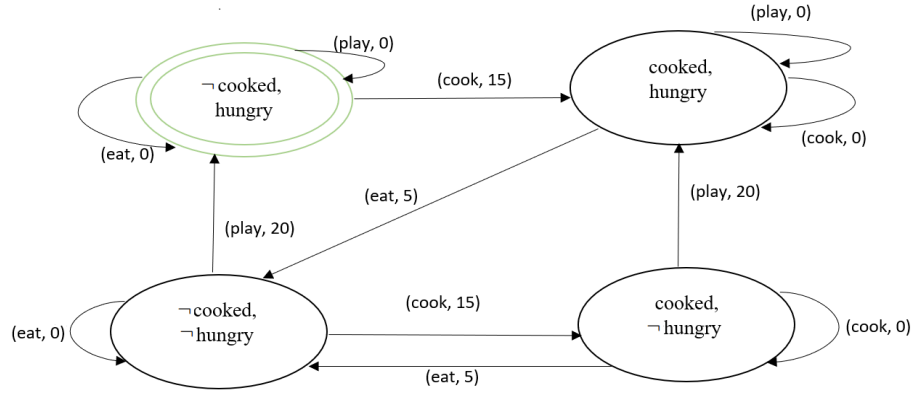 (play, 0)
¬ cooked,
hungry
(eat, 0)
(cook, 15)
(play, 0)
cooked,
hungry
(cook, 0)
(eat, 5)
(play, 20)
(play, 20)
¬cooked,
¬hungry
(eat, 0)
(cook, 15)
cooked,
¬ hungry
(cook, 0)
(eat, 5)